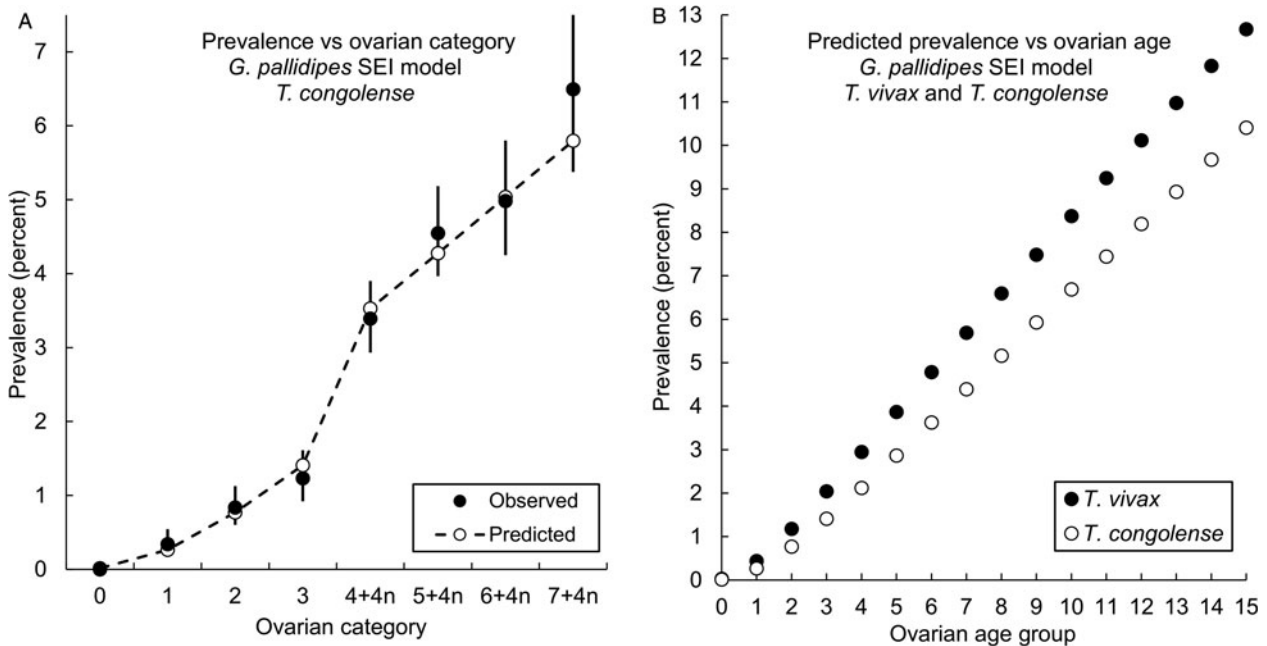 A
Prevalence vs ovarian category
G. pallidipes SEI model
T. congolense
Prevalence (percent)
7
6
5
4
3
2
1
0
Observed
Predicted
0 1 2 3 4+4n 5+4n 6+4n 7+4n
Ovarian category
B
Predicted prevalence vs ovarian age
G. pallidipes SEI model
T. vivax and T. congolense
Prevalence (percent)
13
12
11
10
9
8
7
6
5
4
3
2
1
0
T. vivax
T. congolense
0 1 2 3 4 5 6 7 8 9 10 11 12 13 14 15
Ovarian age group